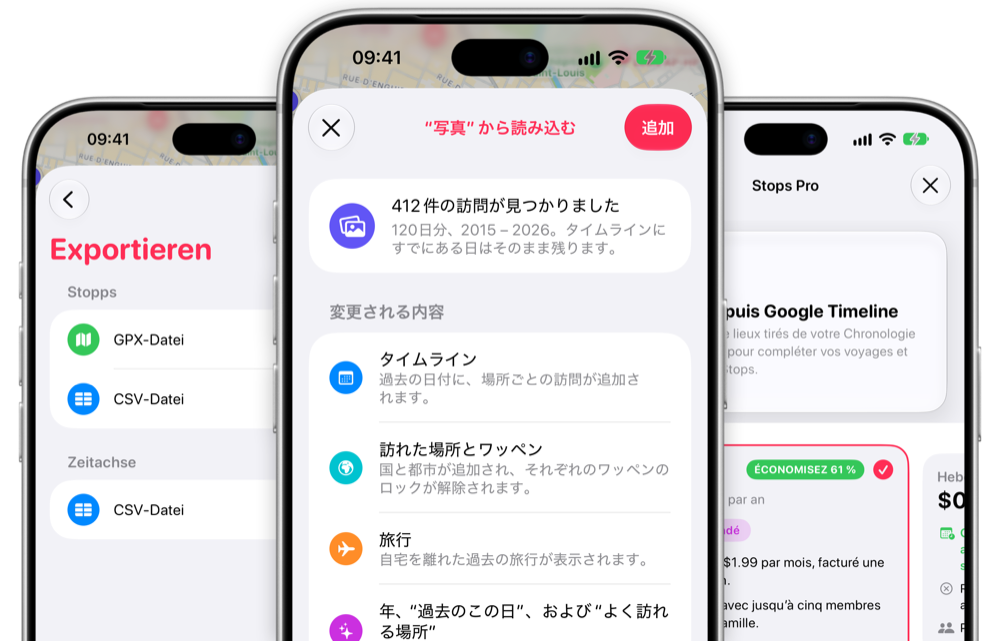 09:41
RUE D'ENGHIEN
Exportieren
Stopps
GPX-Datei
CSV-Datei
Zeitachse
CSV-Datei
09:41
“写真”から読み込む
追加
412件の訪問が見つかりました
120日分、2015 – 2026。タイムラインに
すでにある日はそのまま残ります。
変更される内容
タイムライン
過去の日付に、場所ごとの訪問が追加さ
れます。
訪れた場所とワッペン
国と都市が追加され、それぞれのワッペンの
ロックが解除されます。
旅行
自宅を離れた過去の旅行が表示されます。
年、“過去のこの日”、および“よく訪れ
る場所”
Stops Pro
puis Google Timeline
lieux tirés de votre Chronologie
pour compléter vos voyages et
Stops.
ÉCONOMISEZ 61 %
par an
$1.99 par mois, facturé une
avec jusqu’à cinq membres
famille.
Heb
$0